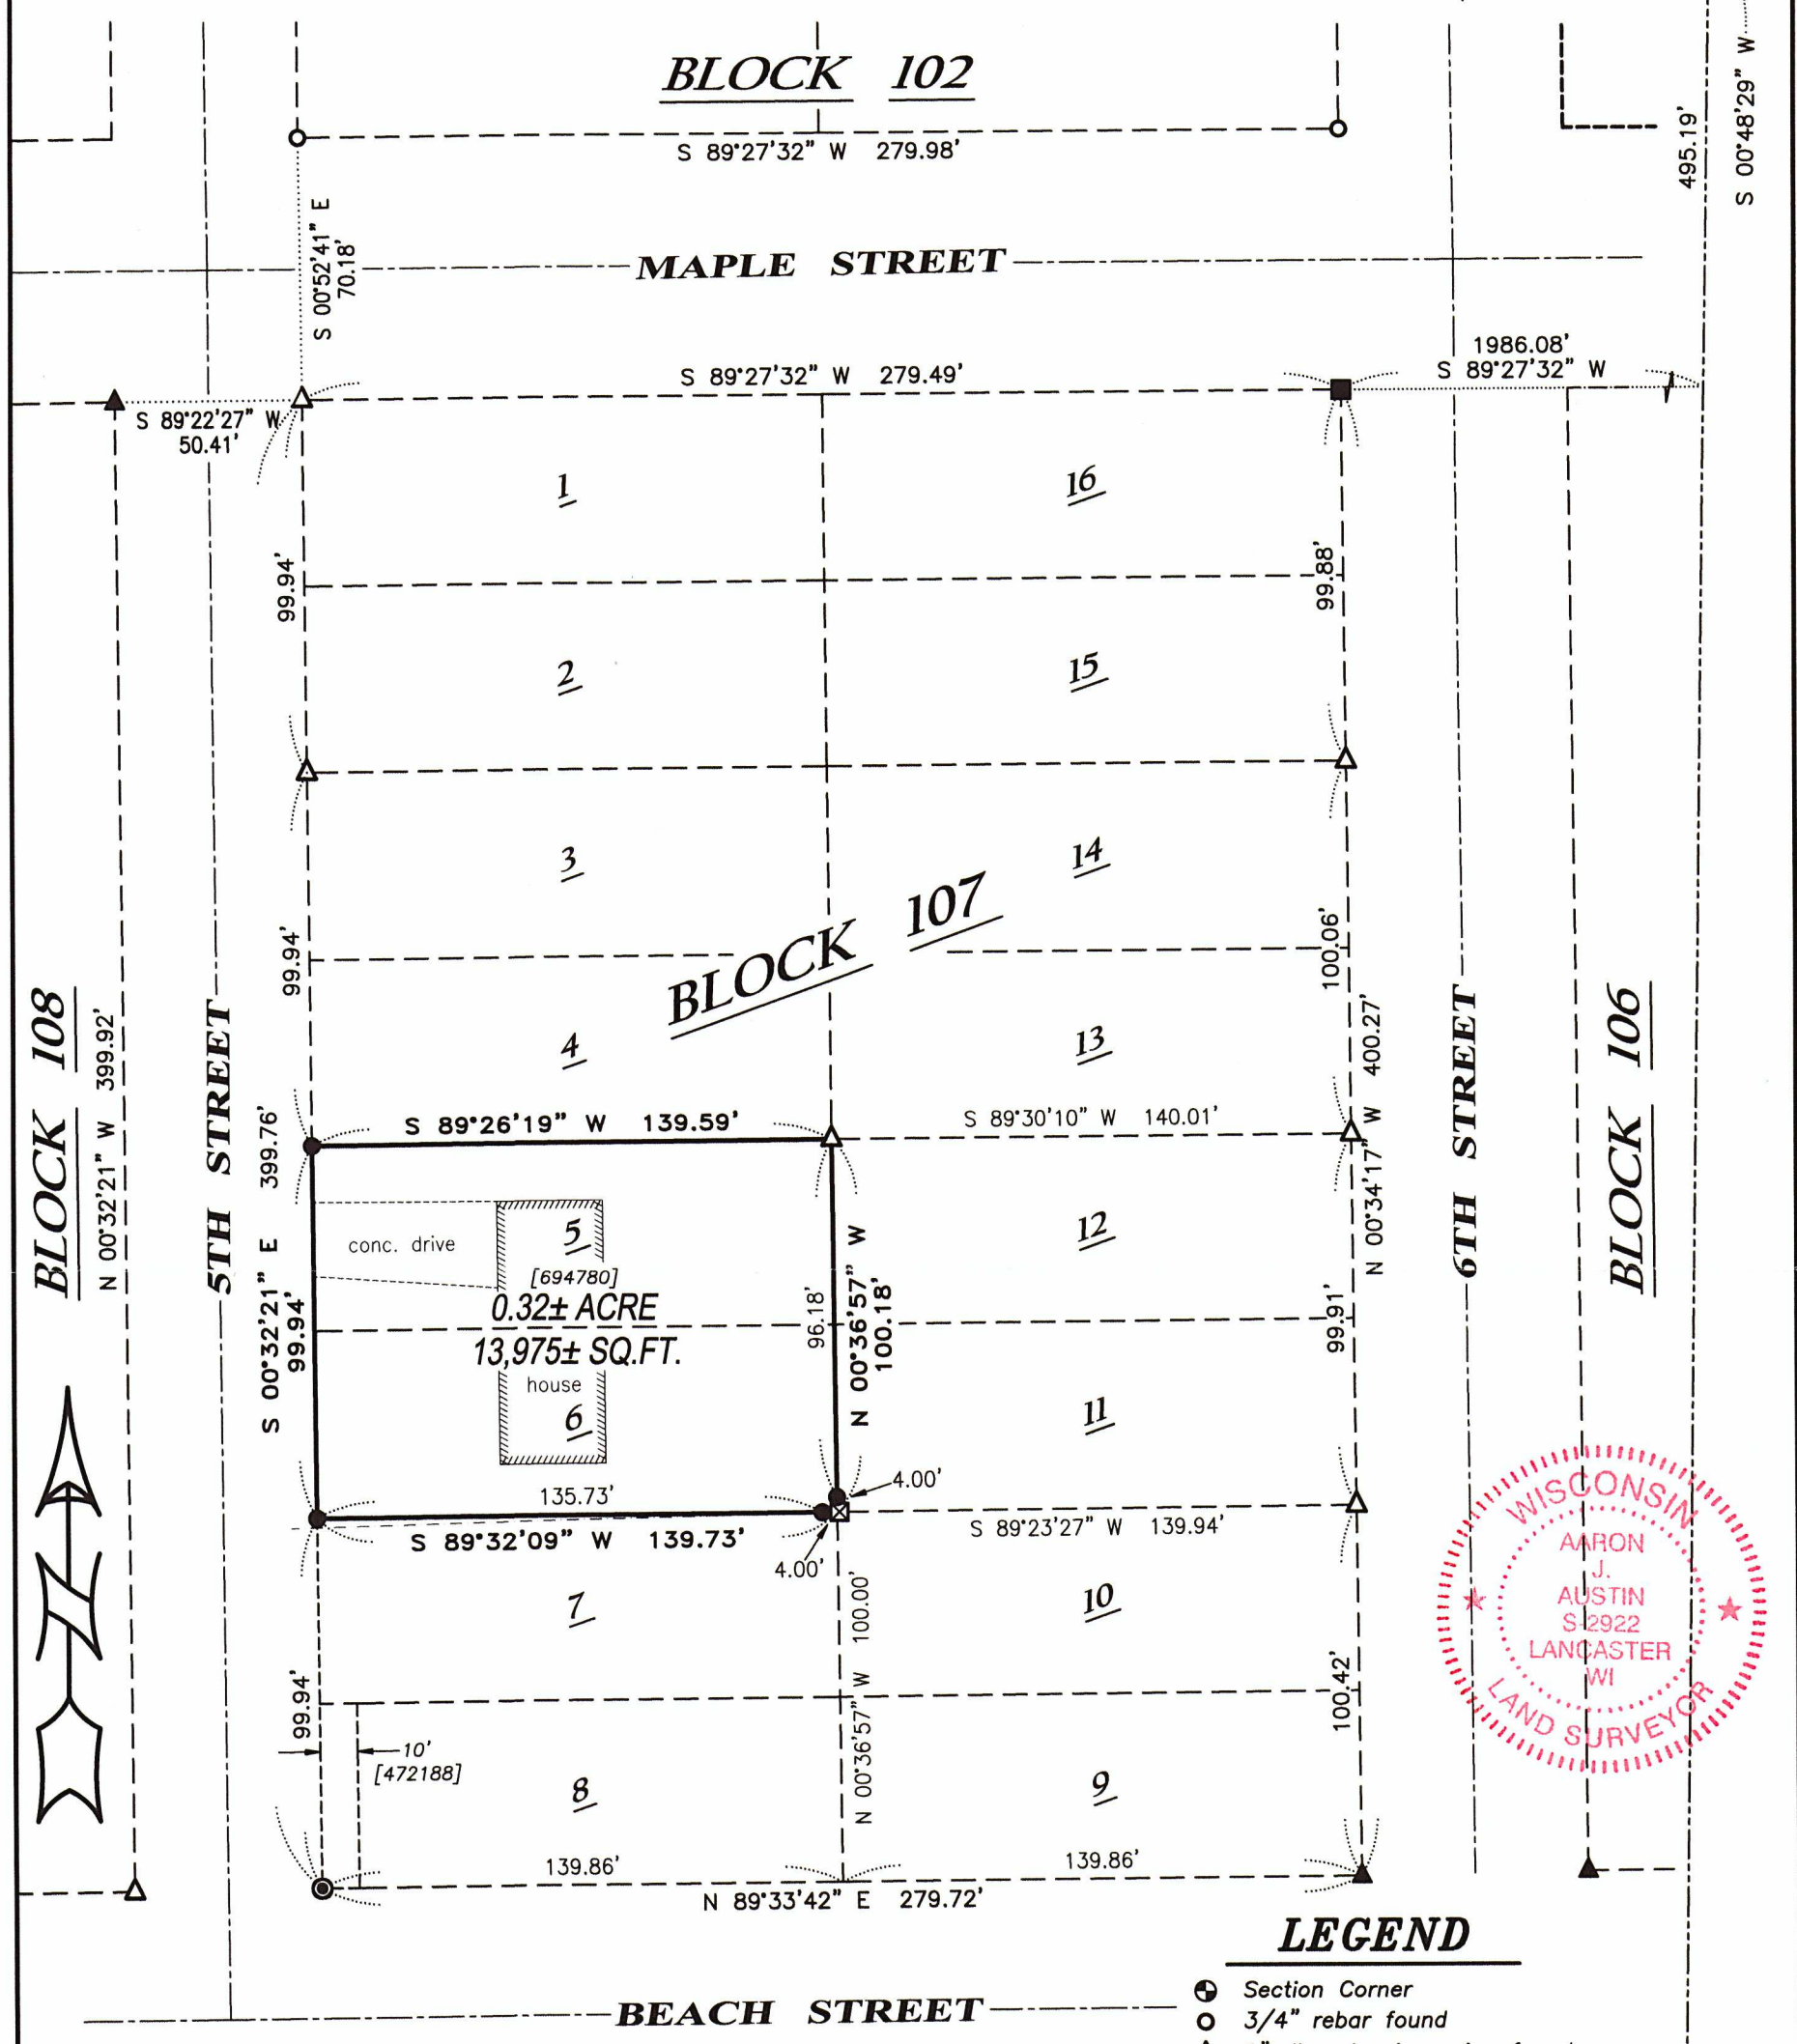 BLOCK 102
S 89°27'32" W 279.98'
495.19'
S 00°48'29" W
S 00°52'41" E
70.18'
MAPLE STREET
1986.08'
S 89°27'32" W
S 89°27'32" W 279.49'
S 89°22'27" W
50.41'
1
16
99.94'
99.88'
2
15
3
14
BLOCK 107
99.94'
100.06'
4
13
BLOCK 108
N 00°32'21" W 399.92'
5TH STREET
399.76'
N 00°34'17" W 400.27'
6TH STREET
BLOCK 106
S 89°26'19" W 139.59'
S 89°30'10" W 140.01'
conc. drive
5
[694780]
0.32± ACRE
13,975± SQ.FT.
house
6
S 00°32'21" E
99.94'
96.18'
N 00°36'57" W
100.18'
12
99.91'
11
135.73'
4.00'
S 89°32'09" W 139.73'
4.00'
S 89°23'27" W 139.94'
7
N 00°36'57" W 100.00'
10
99.94'
100.42'
10'
[472188]
8
9
139.86'
139.86'
N 89°33'42" E 279.72'
WISCONSIN
AARON
J.
AUSTIN
S-2922
LANCASTER
WI
LAND SURVEYOR
N
BEACH STREET
LEGEND
Section Corner
3/4" rebar found